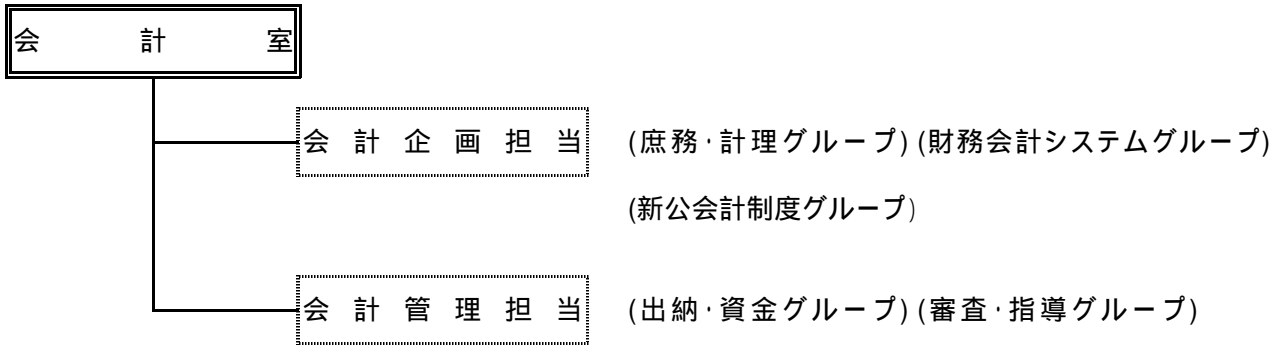 会計室
会計企画担当 (庶務·計理グループ) (財務会計システムグループ)
(新公会計制度グループ)
会計管理担当 (出納·資金グループ) (審査·指導グループ)